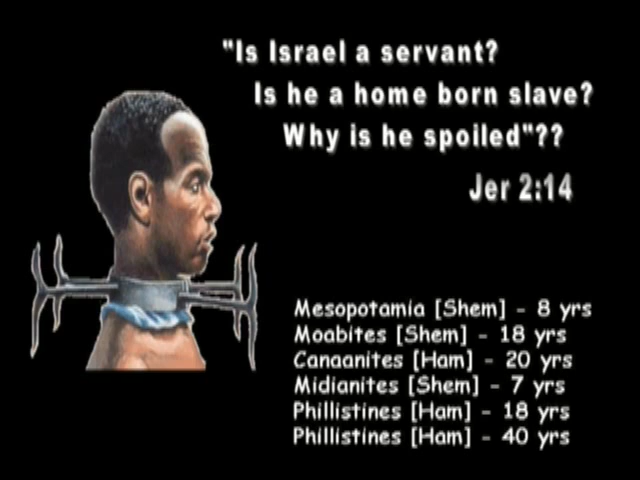 "Is Israel a servant?
Is he a home born slave?
Why is he spoiled"??
Jer 2:14
Mesopotamia [Shem] - 8 yrs
Moabites [Shem] - 18 yrs
Canaanites [Ham] - 20 yrs
Midianites [Shem] - 7 yrs
Phillistines [Ham] - 18 yrs
Phillistines [Ham] - 40 yrs